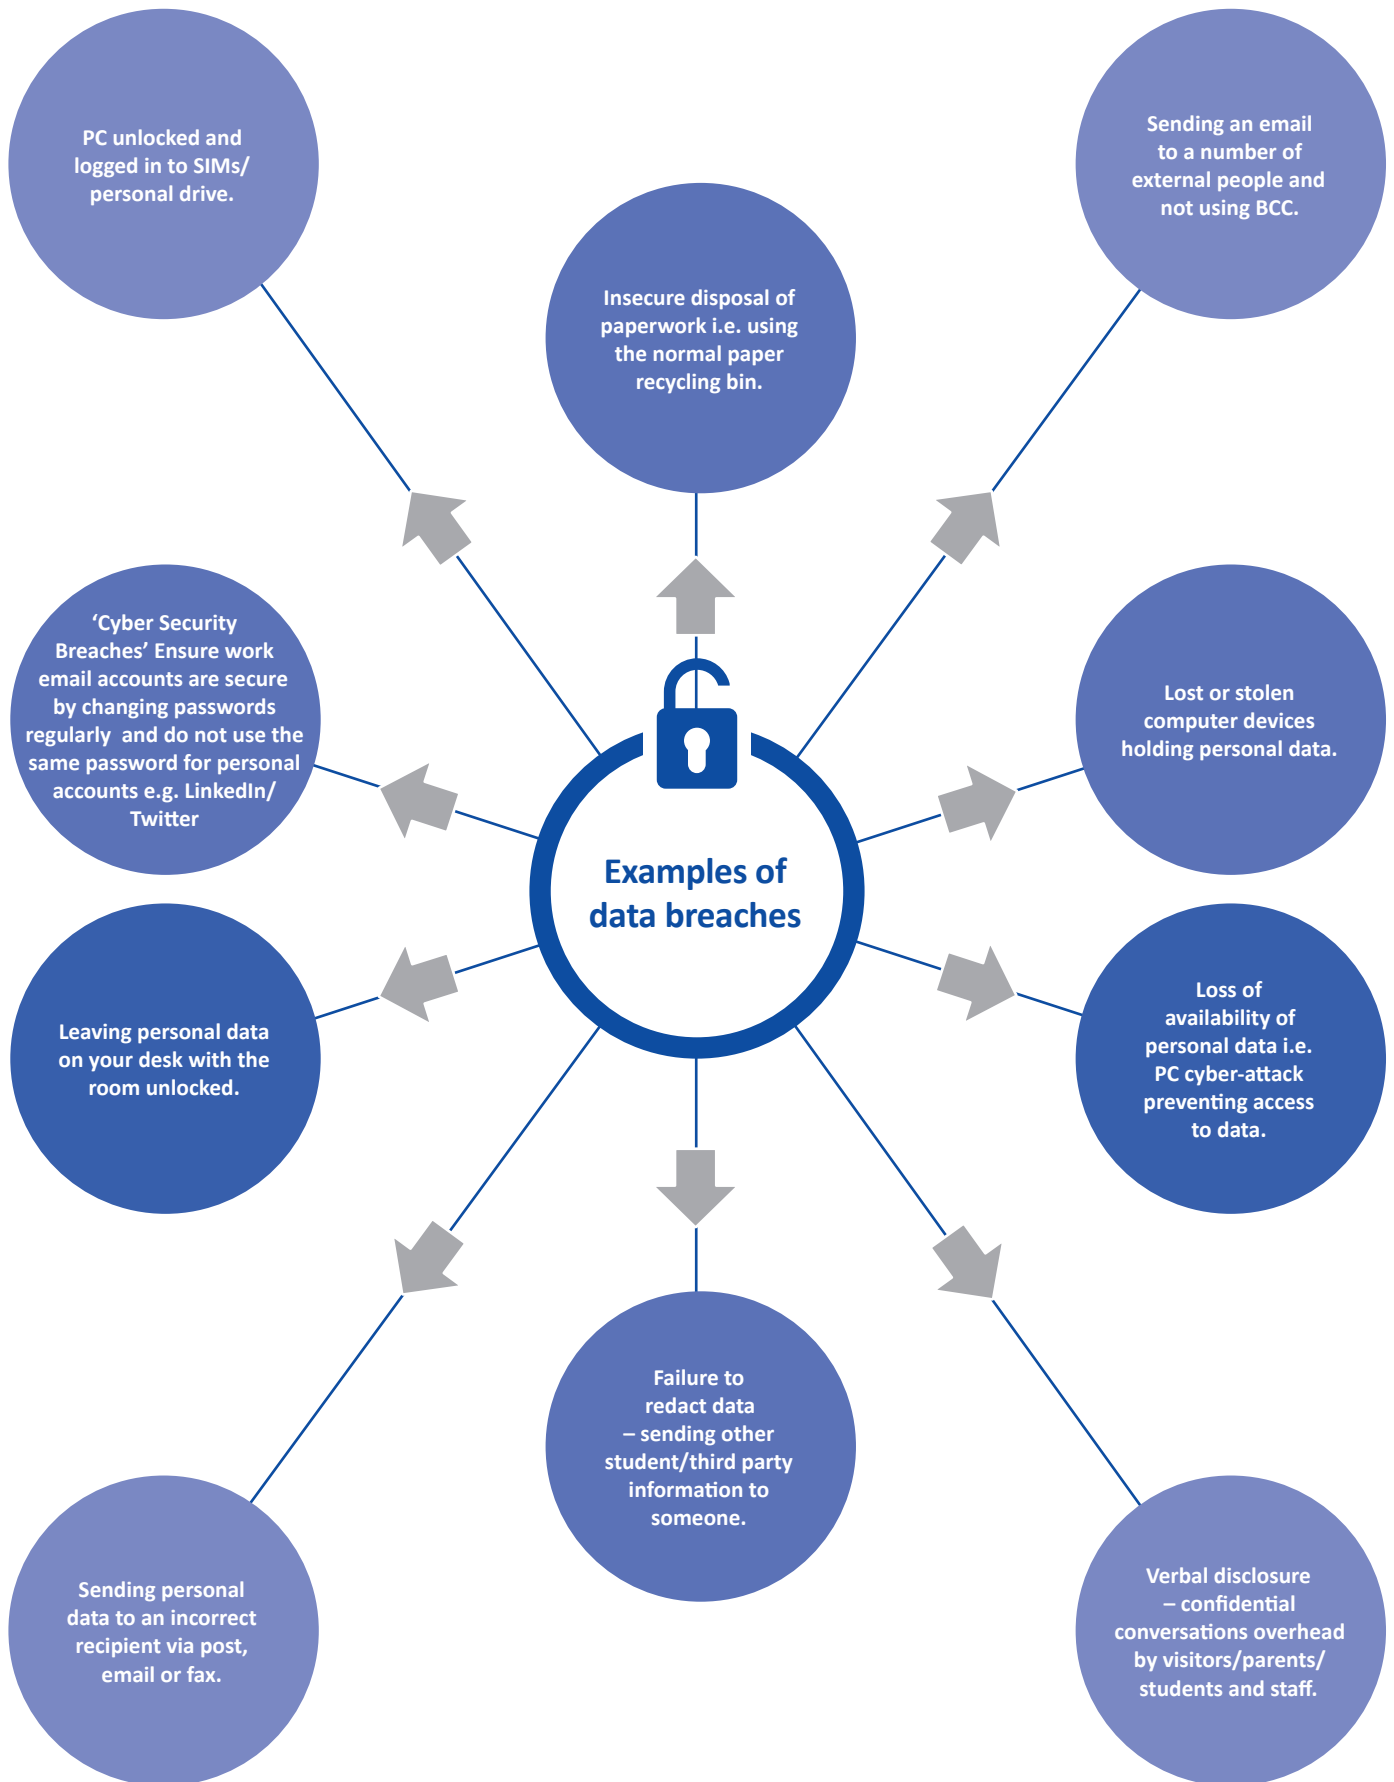 PC unlocked and
logged in to SIMs/
personal drive.
Sending an email
to a number of
external people and
not using BCC.
Insecure disposal of
paperwork i.e. using
the normal paper
recycling bin.
‘Cyber Security
Breaches’ Ensure work
email accounts are secure
by changing passwords
regularly  and do not use the
same password for personal
accounts e.g. LinkedIn/
Twitter
Lost or stolen
computer devices
holding personal data.
Examples of
data breaches
Leaving personal data
on your desk with the
room unlocked.
Loss of
availability of
personal data i.e.
PC cyber-attack
preventing access
to data.
Failure to
redact data
– sending other
student/third party
information to
someone.
Sending personal
data to an incorrect
recipient via post,
email or fax.
Verbal disclosure
– confidential
conversations overhead
by visitors/parents/
students and staff.